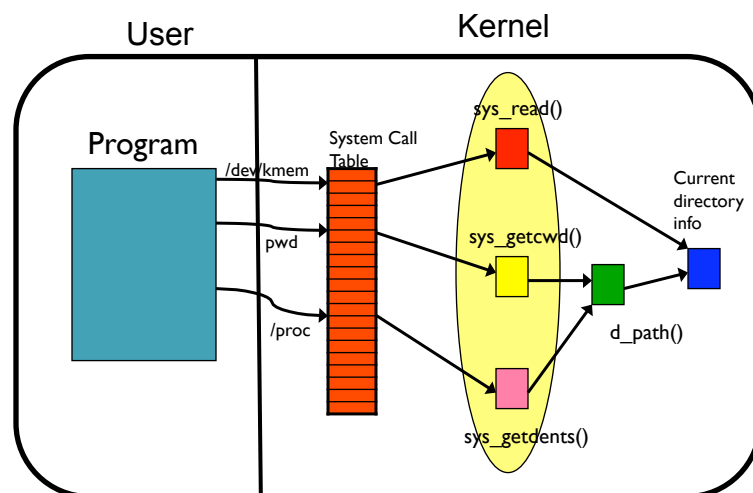 User
Kernel
Program
/dev/kmem
pwd
/proc
System Call
Table
sys_read()
sys_getcwd()
sys_getdents()
d_path()
Current
directory
info